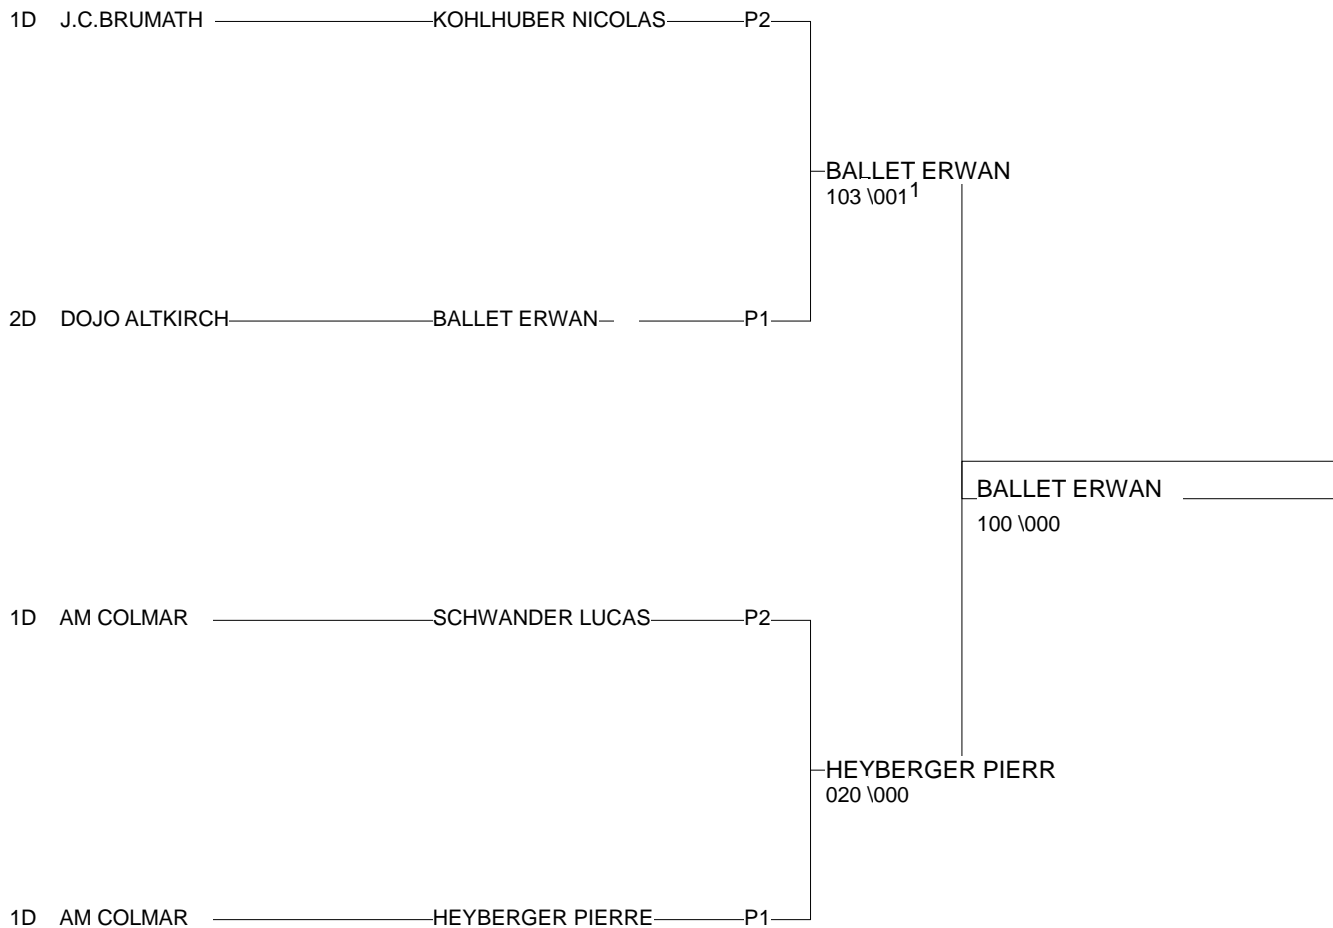 1D J.C.BRUMATH KOHLHUBER NICOLAS P2
BALLET ERWAN
103 \001 1
2D DOJO ALTKIRCH BALLET ERWAN P1
BALLET ERWAN
100 \000
1D AM COLMAR SCHWANDER LUCAS P2
HEYBERGER PIERR
020 \000
1D AM COLMAR HEYBERGER PIERRE P1